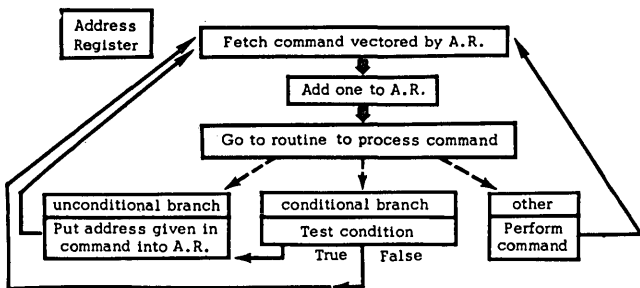 Address
Register
Fetch command vectored by A.R.
Add one to A.R.
Go to routine to process command
unconditional branch
Put address given in
command into A.R.
conditional branch
Test condition
True False
other
Perform
command